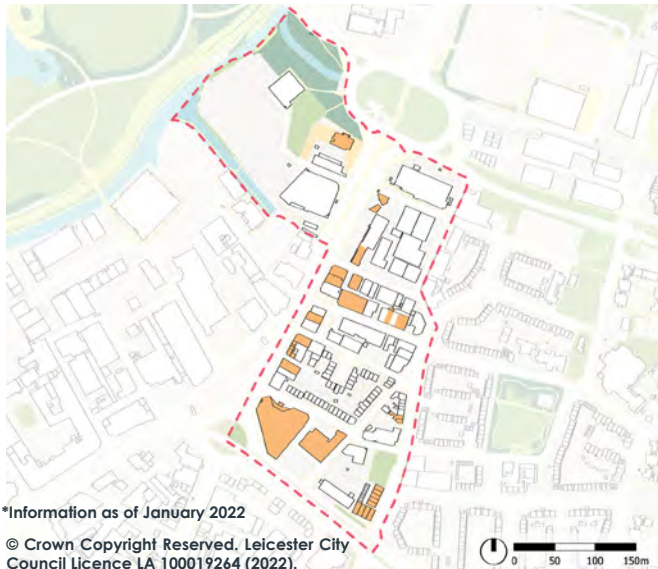 *Information as of January 2022
© Crown Copyright Reserved. Leicester City
Council Licence LA 100019264 (2022).
0 50 100 150m